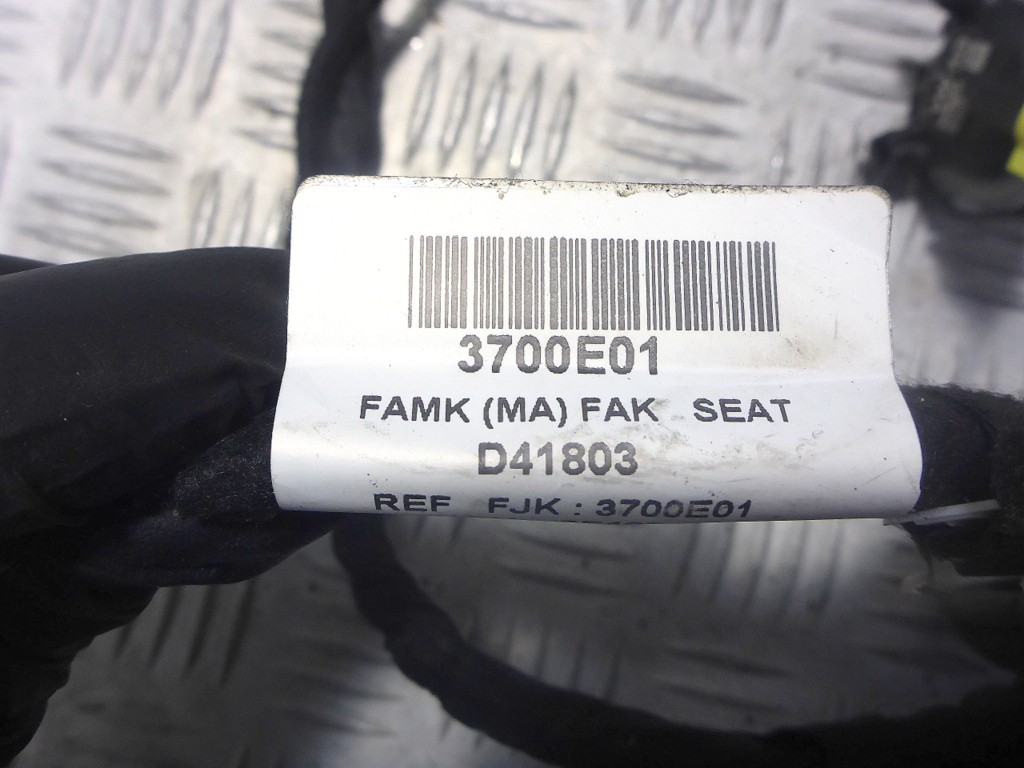 3700E01
FAMK (MA) FAK SEAT
D41803
REF FJK : 3700E01